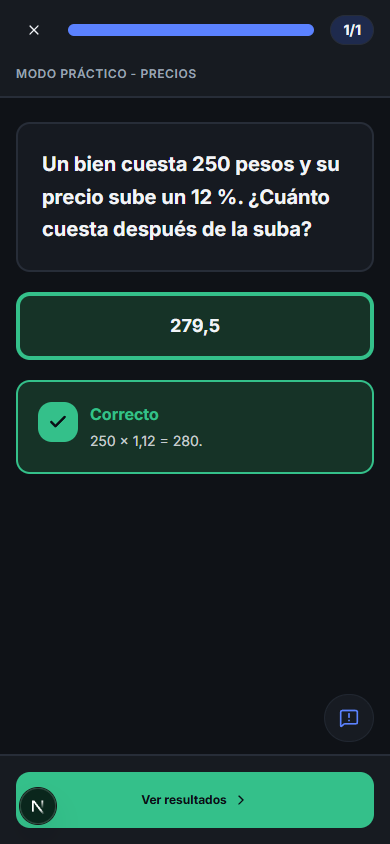 1/1
MODO PRÁCTICO - PRECIOS
Un bien cuesta 250 pesos y su
precio sube un 12 %. ¿Cuánto
cuesta después de la suba?
279,5
Correcto
250 × 1,12 = 280.
Ver resultados
N